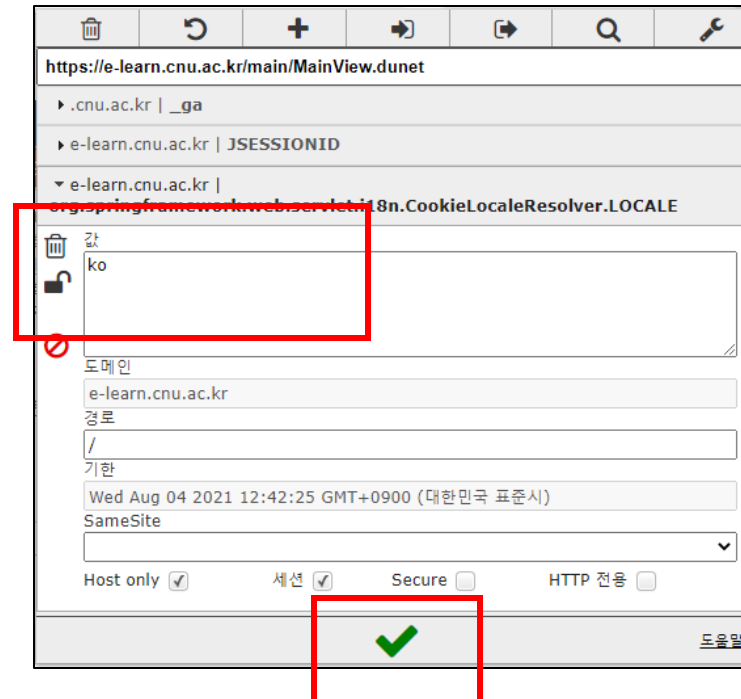 https://e-learn.cnu.ac.kr/main/MainView.dunet
.cnu.ac.kr | _ga
e-learn.cnu.ac.kr | JSESSIONID
e-learn.cnu.ac.kr |
org.springframework.web.servlet.i18n.CookieLocaleResolver.LOCALE
값
ko
도메인
e-learn.cnu.ac.kr
경로
/
기한
Wed Aug 04 2021 12:42:25 GMT+0900 (대한민국 표준시)
SameSite
Host only 세션 Secure HTTP 전용
도움말